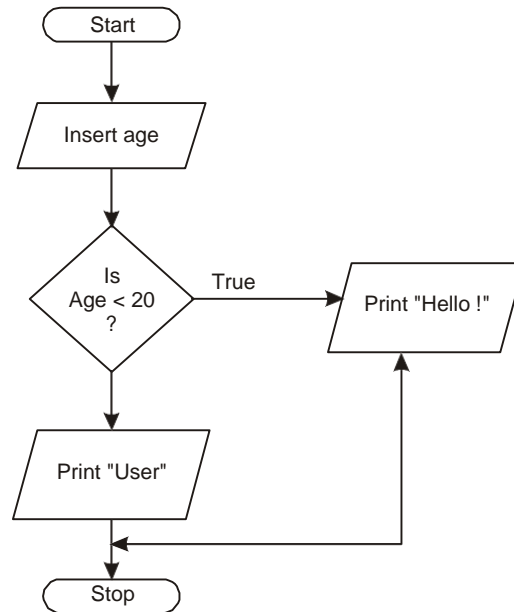 Start
Insert age
Is
Age < 20
?
True
Print "Hello !"
Print "User"
Stop